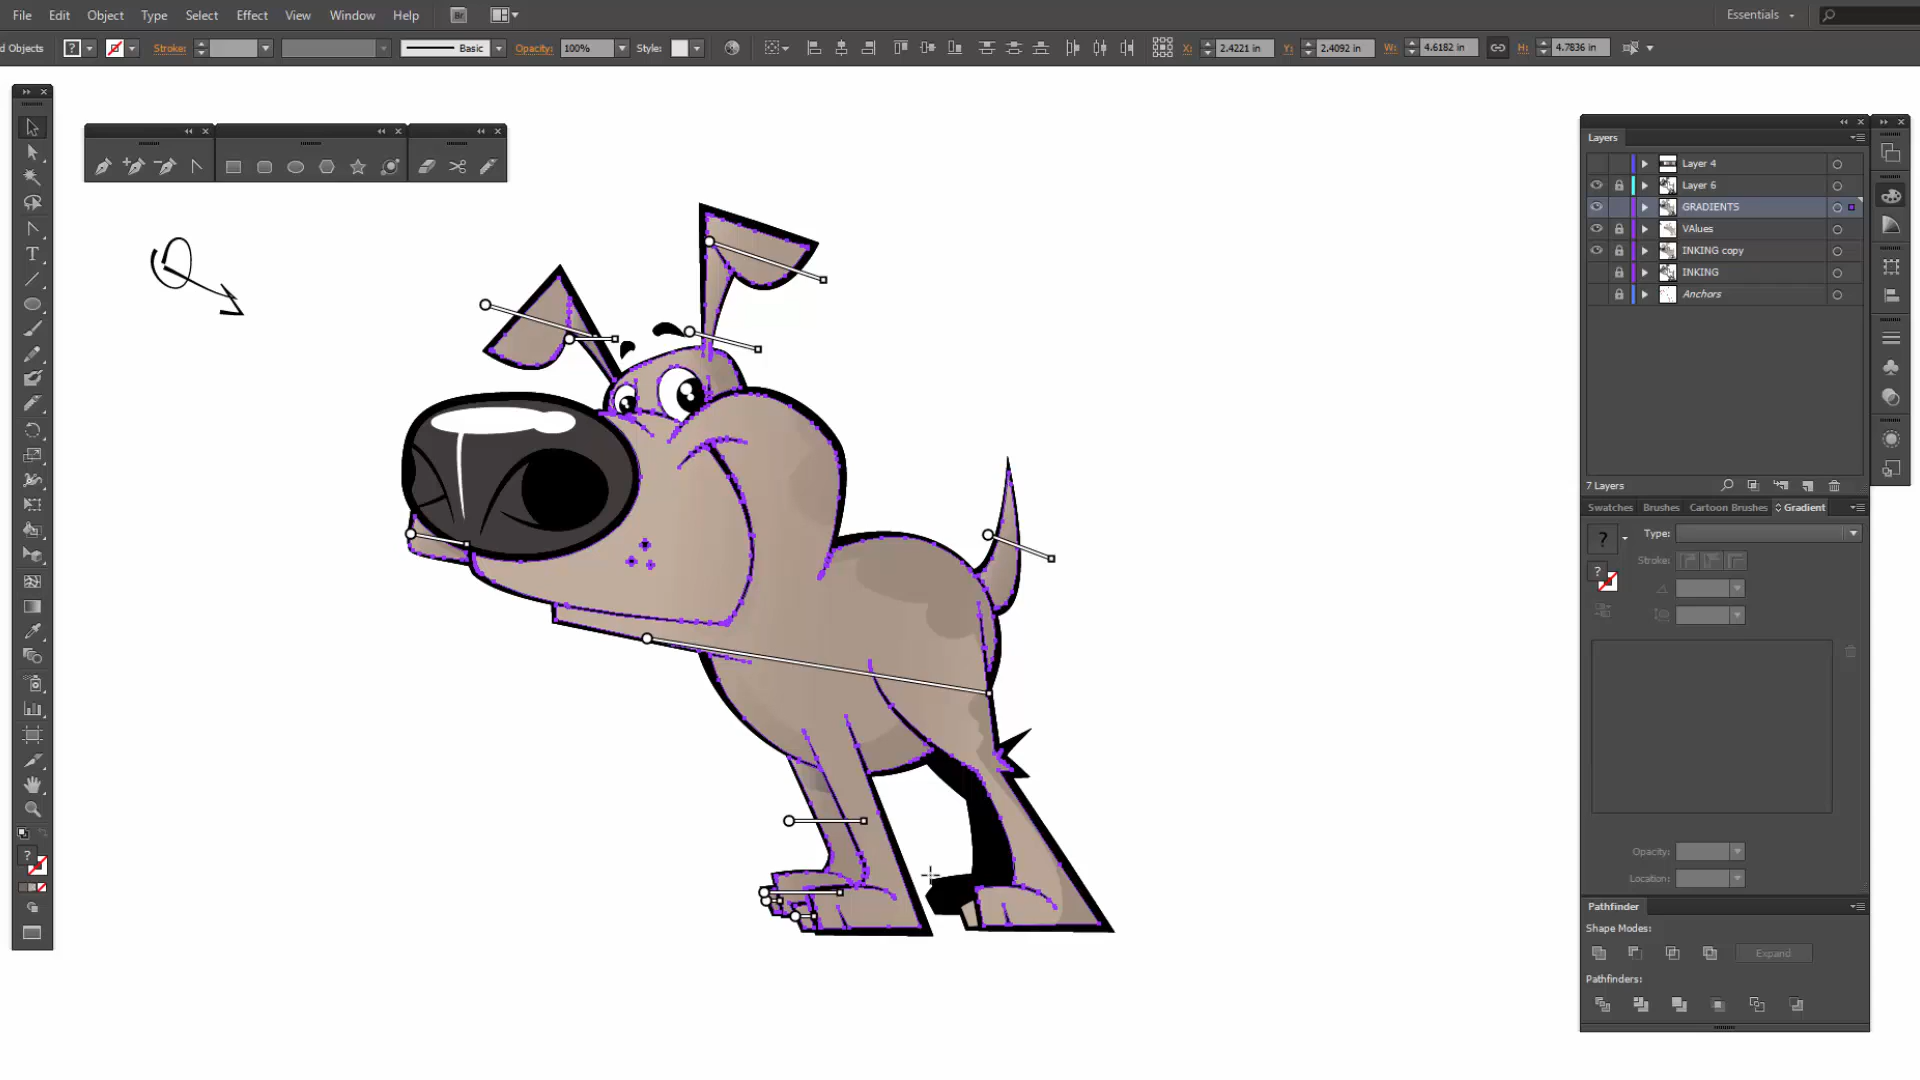 File Edit Object Type Select Effect View Window Help Br Essentials
d Objects ? Stroke: Basic Opacity: 100% Style: X: 2.4221 in Y: 2.4092 in W: 4.6182 in H: 4.7836 in
Layers
Layer 4
Layer 6
GRADIENTS
VAlues
INKING copy
INKING
Anchors
7 Layers
Swatches Brushes Cartoon Brushes Gradient
? Type:
Stroke:
?
Opacity:
Location:
Pathfinder
Shape Modes:
Expand
Pathfinders:
T
?